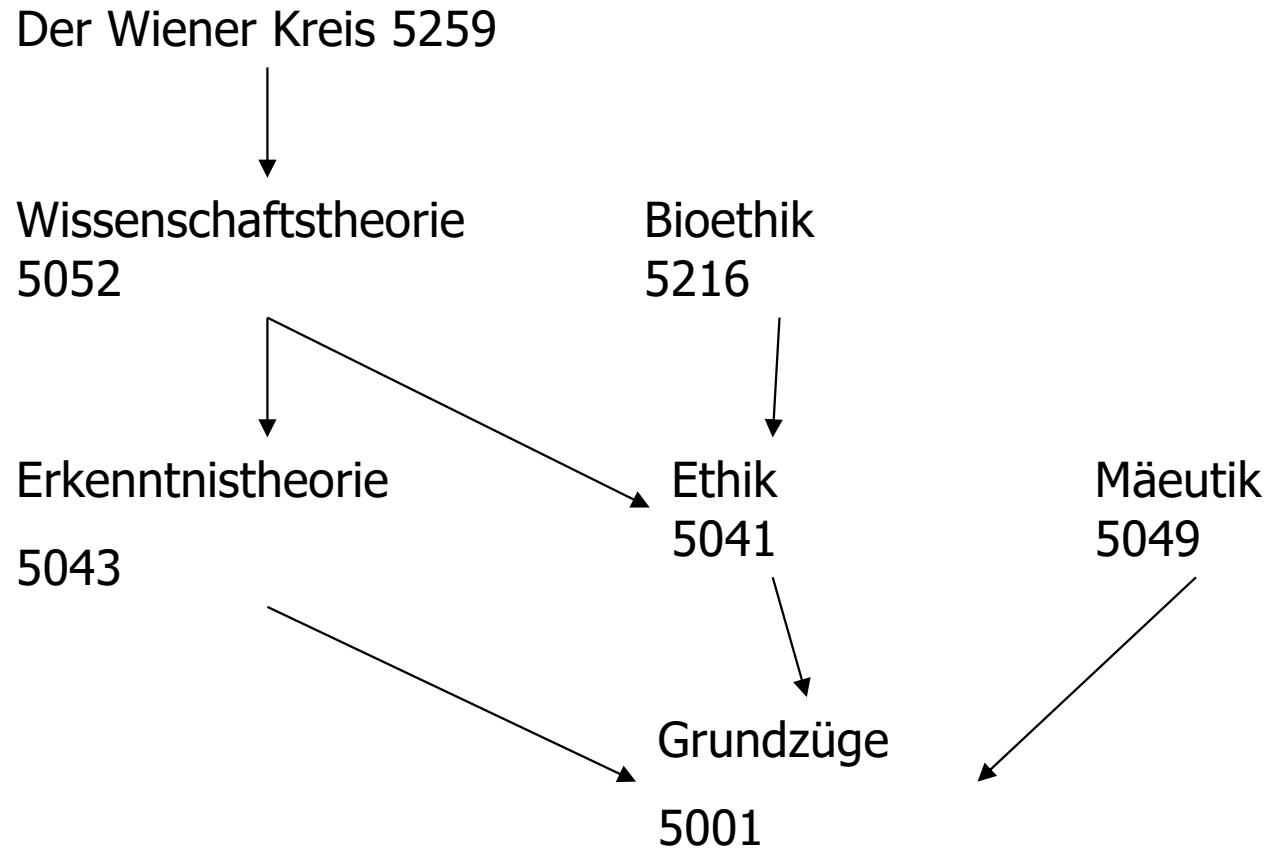 Der Wiener Kreis 5259
Wissenschaftstheorie
5052
Bioethik
5216
Erkenntnistheorie
5043
Ethik
5041
Mäeutik
5049
Grundzüge
5001